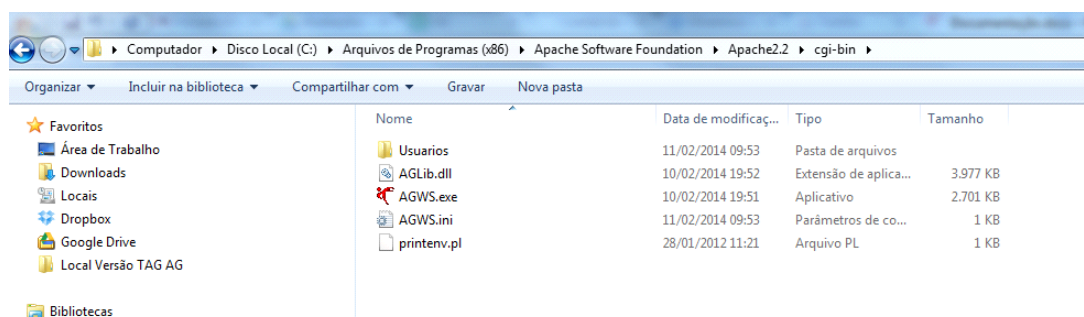 Computador Disco Local (C:) Arquivos de Programas (x86) Apache Software Foundation Apache2.2 cgi-bin
Organizar Incluir na biblioteca Compartilhar com Gravar Nova pasta
Nome Data de modificaç... Tipo Tamanho
Favoritos
Área de Trabalho
Downloads
Locais
Dropbox
Google Drive
Local Versão TAG AG
Bibliotecas
Usuarios 11/02/2014 09:53 Pasta de arquivos
AGLib.dll 10/02/2014 19:52 Extensão de aplica... 3.977 KB
AGWS.exe 10/02/2014 19:51 Aplicativo 2.701 KB
AGWS.ini 11/02/2014 09:53 Parâmetros de co... 1 KB
printenv.pl 28/01/2012 11:21 Arquivo PL 1 KB